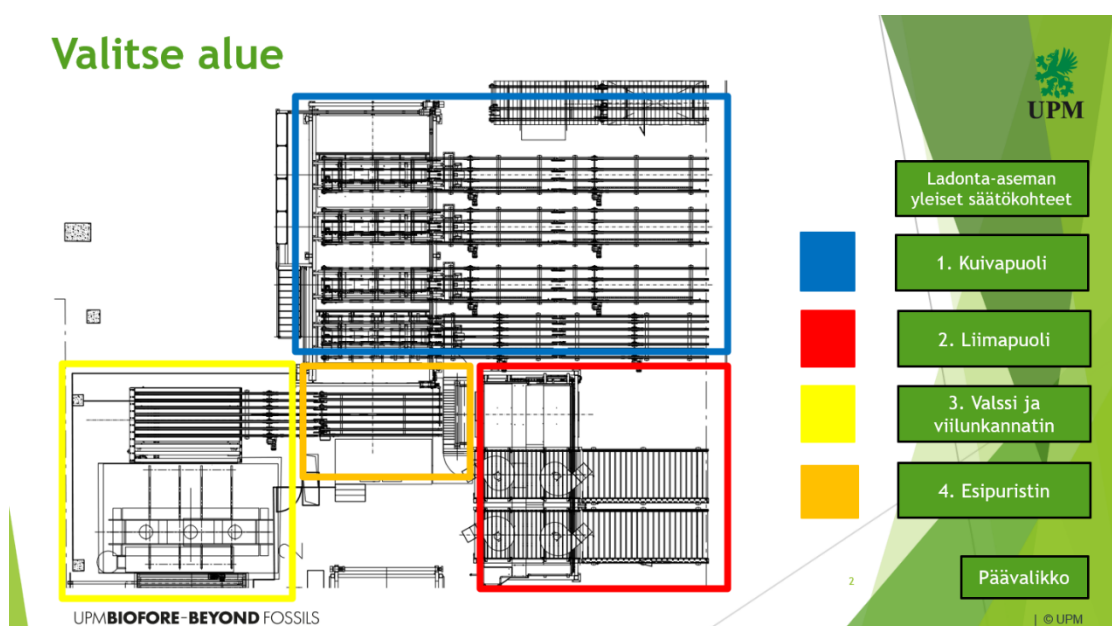 Valitse alue
UPM
Ladonta-aseman
yleiset säätökohteet
1. Kuivapuoli
2. Liimapuoli
3. Valssi ja
viilunkannatin
4. Esipuristin
Päävalikko
2
UPMBIOFORE–BEYOND FOSSILS
| © UPM